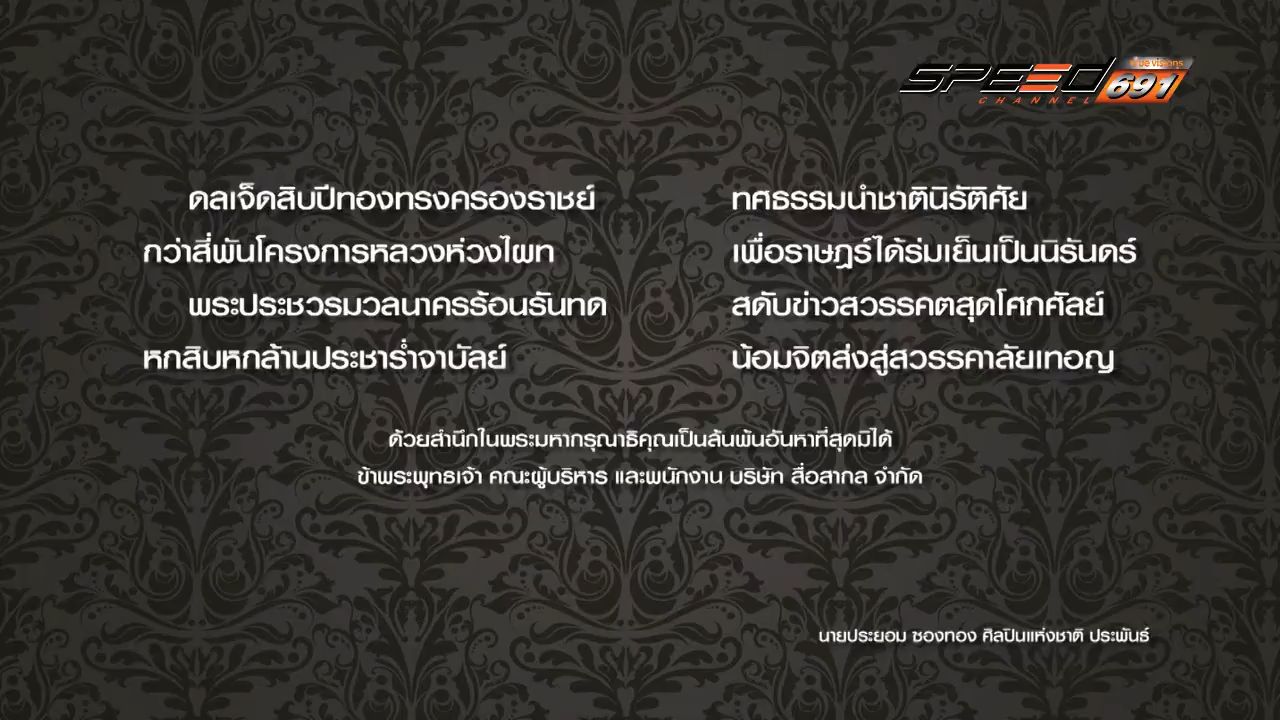 SPEED
CHANNEL
true visions
691
ดลเจ็ดสิบปีทองทรงครองราชย์ ทศธรรมนำชาตินิรัติศัย
กว่าสี่พันโครงการหลวงห่วงไผท เพื่อราษฎร์ได้ร่มเย็นเป็นนิรันดร์
พระประชวรมวลนาครร้อนรันทด สดับข่าวสวรรคตสุดโศกศัลย์
หกสิบหกล้านประชาร่ำจาบัลย์ น้อมจิตส่งสู่สวรรคาลัยเทอญ
ด้วยสำนึกในพระมหากรุณาธิคุณเป็นล้นพ้นอันหาที่สุดมิได้
ข้าพระพุทธเจ้า คณะผู้บริหาร และพนักงาน บริษัท สื่อสากล จำกัด
นายประยอม ซองทอง ศิลปินแห่งชาติ ประพันธ์